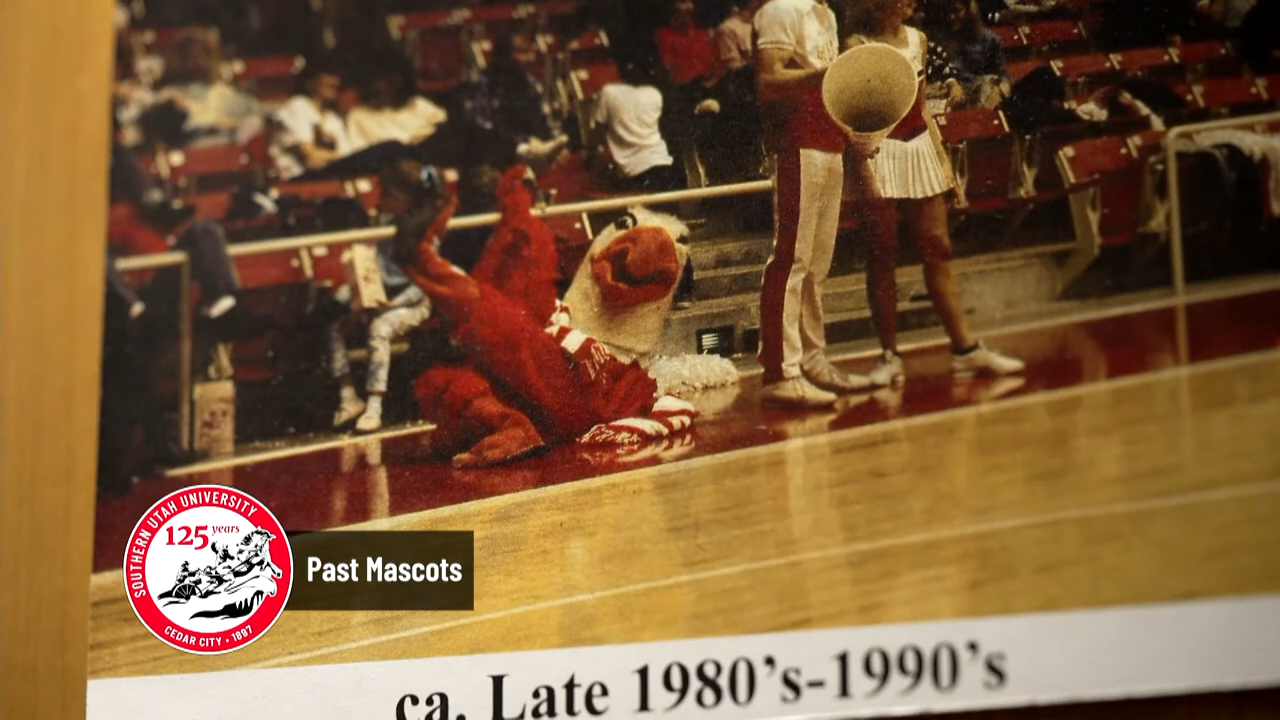 SOUTHERN UTAH UNIVERSITY
125 years
CEDAR CITY • 1897
Past Mascots
ca. Late 1980's-1990's